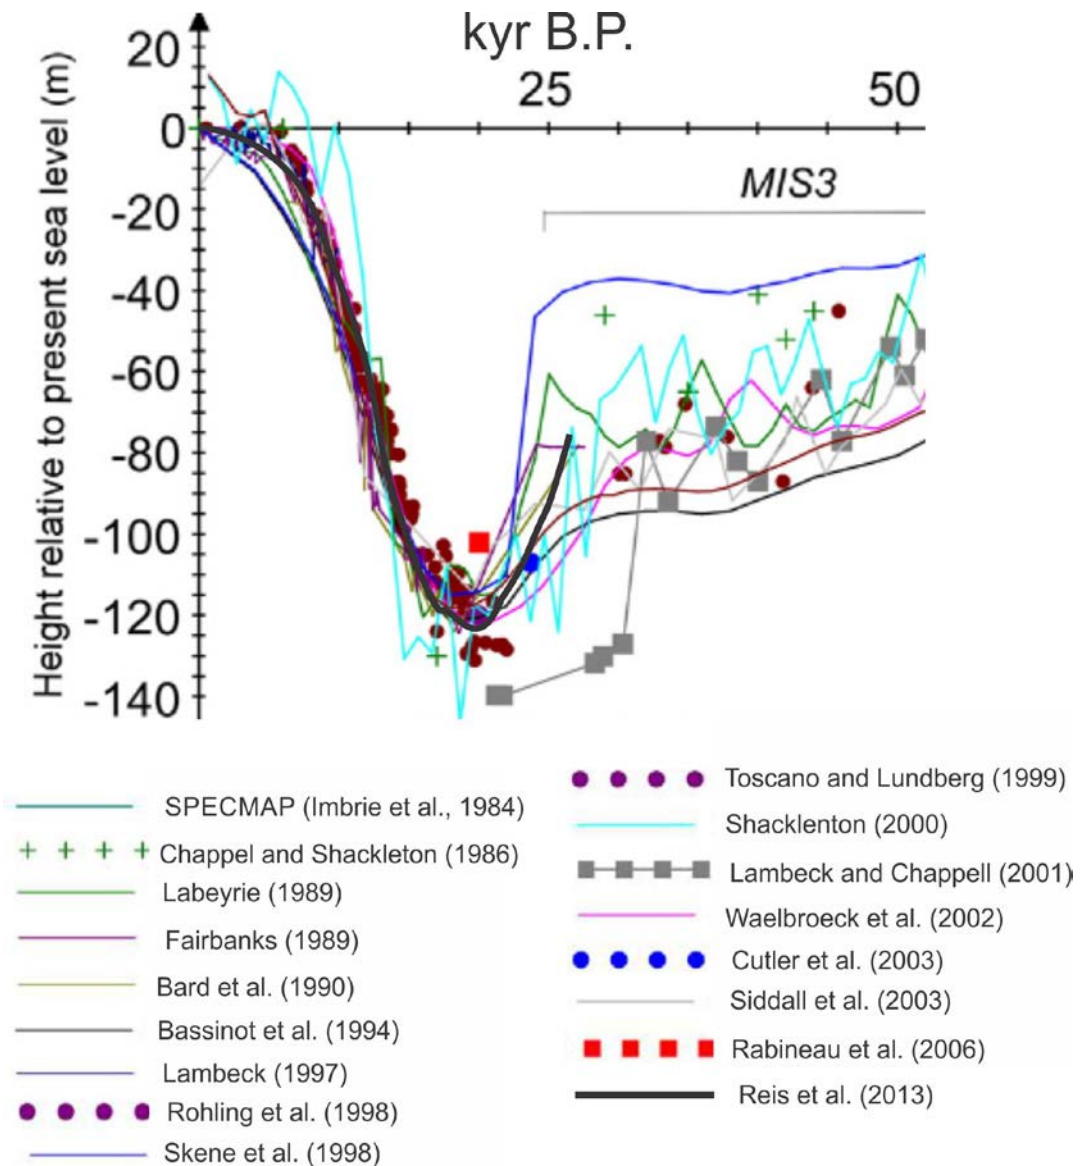 kyr B.P.
20
25
50
0
MIS3
-20
-40
-60
-80
-100
-120
-140
Height relative to present sea level (m)
SPECMAP (Imbrie et al., 1984
Chappel and Shackleton (1986)
Labeyrie (1989)
Fairbanks (1989)
Bard et al. (1990)
Bassinot et al. (1994)
Lambeck (1997)
Rohling et al. (1998)
Skene et al. (1998)
Toscano and Lundberg (1999)
Shacklenton (2000)
Lambeck and Chappell (2001)
Waelbroeck et al. (2002)
Cutler et al. (2003)
Siddall et al. (2003)
Rabineau et al. (2006)
Reis et al. (2013)